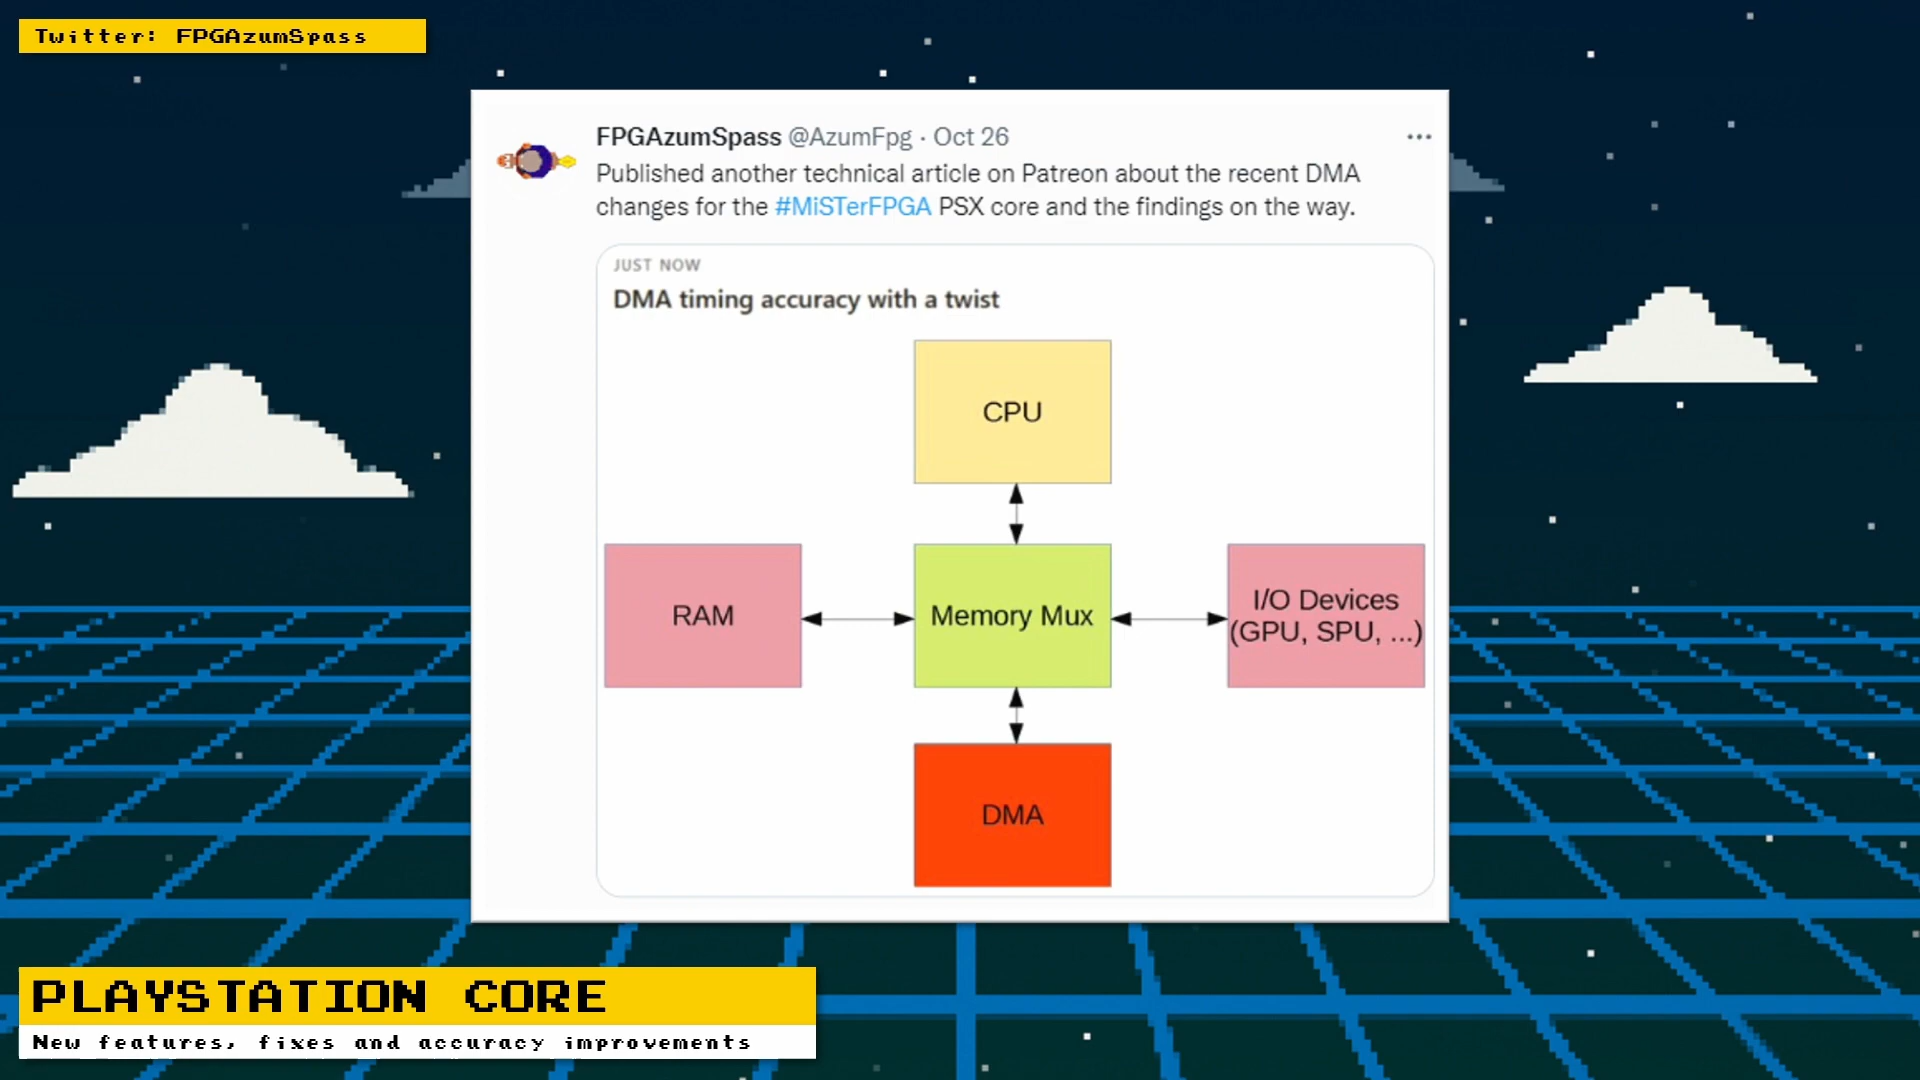 Twitter: FPGAzumSpass
FPGAzumSpass @AzumFpg · Oct 26
Published another technical article on Patreon about the recent DMA
changes for the #MiSTerFPGA PSX core and the findings on the way.
JUST NOW
DMA timing accuracy with a twist
CPU
RAM
Memory Mux
I/O Devices
(GPU, SPU, ...)
DMA
PLAYSTATION CORE
New features, fixes and accuracy improvements